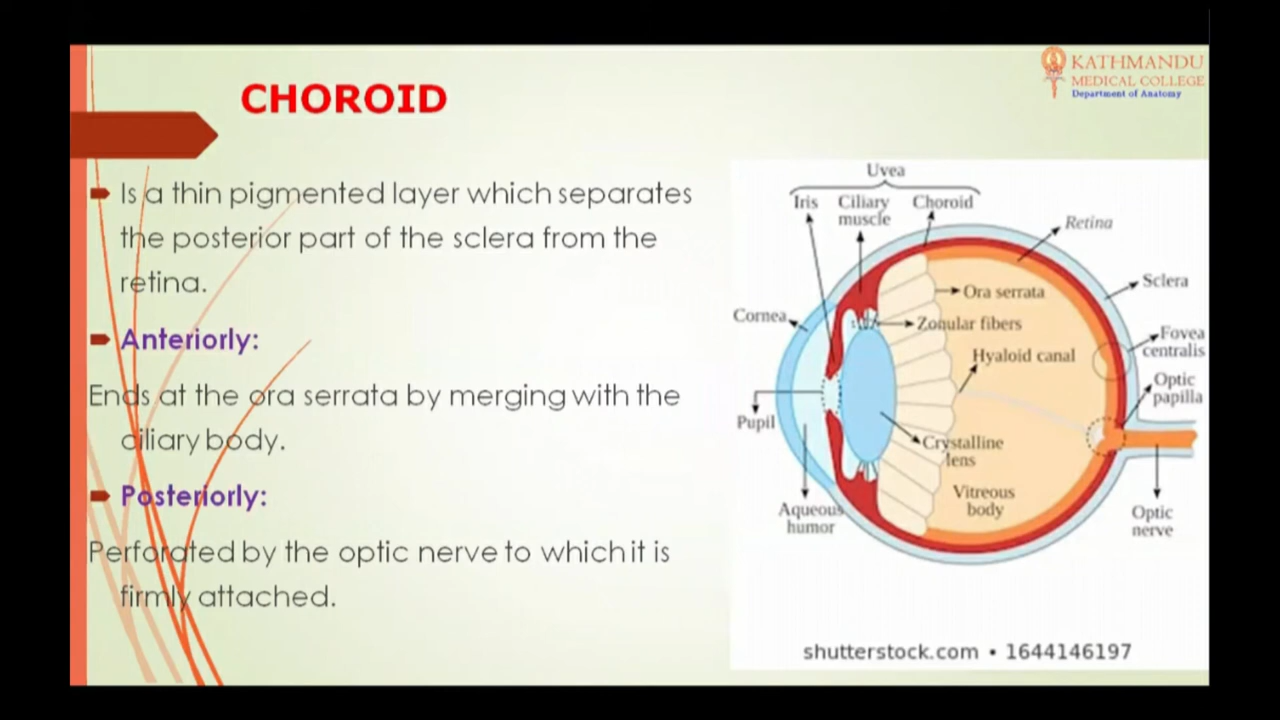 KATHMANDU
MEDICAL COLLEGE
Department of Anatomy
CHOROID
Is a thin pigmented layer which separates
the posterior part of the sclera from the
retina.
Anteriorly:
Ends at the ora serrata by merging with the
ciliary body.
Posteriorly:
Perforated by the optic nerve to which it is
firmly attached.
Uvea
Iris
Ciliary
muscle
Choroid
Retina
Sclera
Cornea
Ora serrata
Zonular fibers
Fovea
centralis
Hyaloid canal
Optic
papilla
Pupil
Crystalline
lens
Vitreous
body
Aqueous
humor
Optic
nerve
shutterstock.com • 1644146197